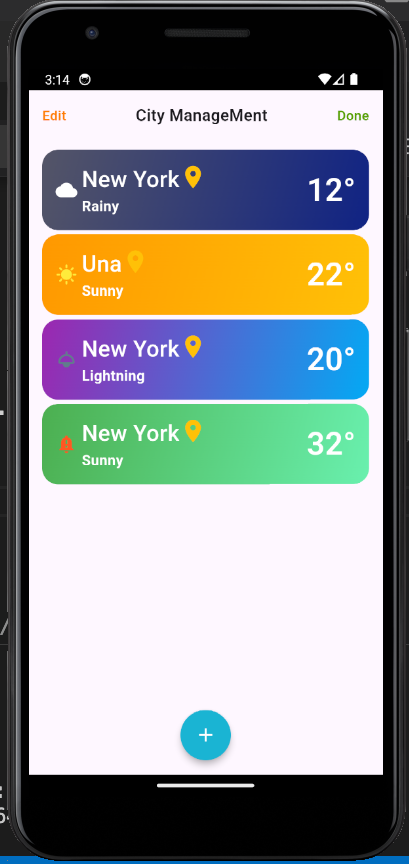 3:14
Edit City ManageMent Done
New York
Rainy
12°
Una
Sunny
22°
New York
Lightning
20°
New York
Sunny
32°
+